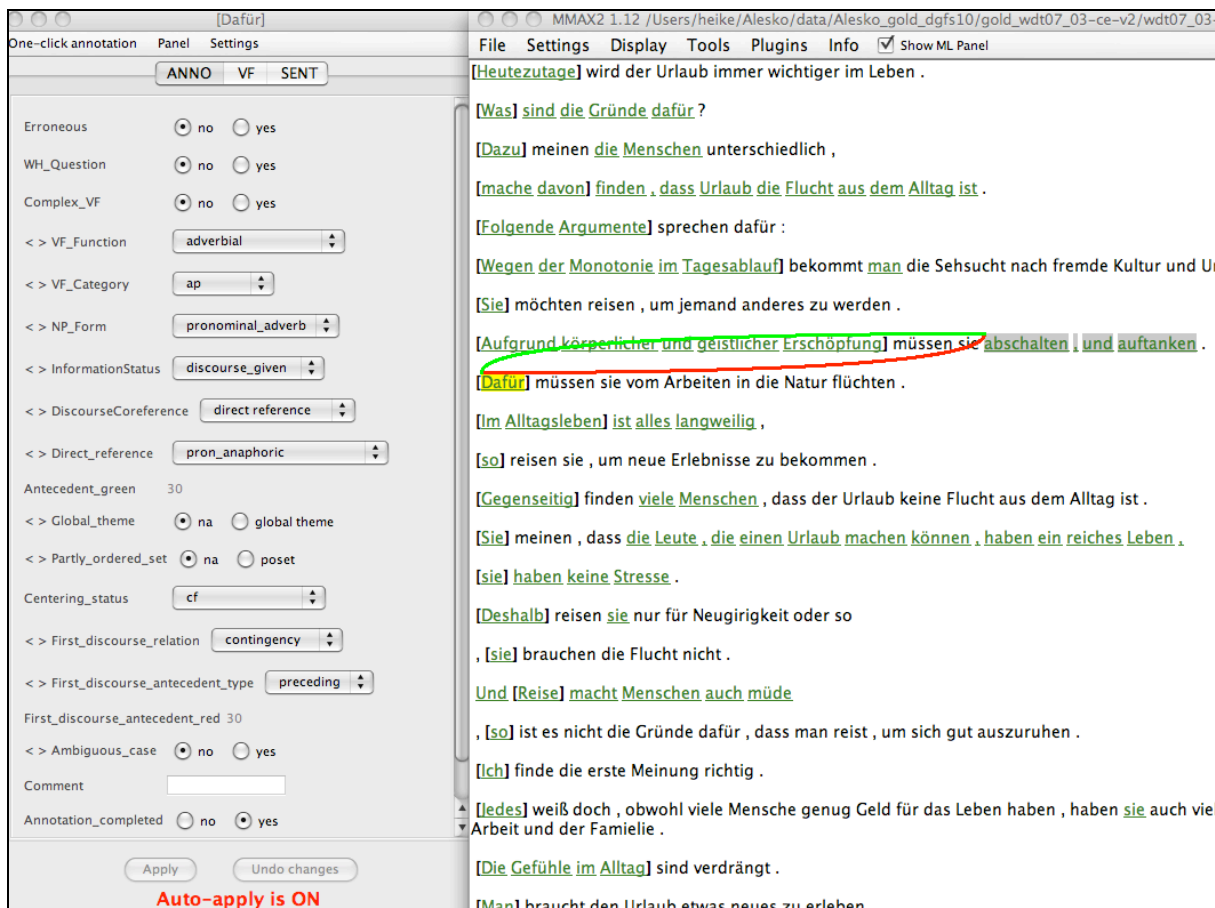 [Dafür]
One-click annotation Panel Settings
ANNO VF SENT
Erroneous no yes
WH_Question no yes
Complex_VF no yes
< > VF_Function adverbial
< > VF_Category ap
< > NP_Form pronominal_adverb
< > InformationStatus discourse_given
< > DiscourseCoreference direct reference
< > Direct_reference pron_anaphoric
Antecedent_green 30
< > Global_theme na global theme
< > Partly_ordered_set na poset
Centering_status cf
< > First_discourse_relation contingency
< > First_discourse_antecedent_type preceding
First_discourse_antecedent_red 30
< > Ambiguous_case no yes
Comment
Annotation_completed no yes
Apply Undo changes
Auto-apply is ON
MMAX2 1.12 /Users/heike/Alesko/data/Alesko_gold_dgfs10/gold_wdt07_03-ce-v2/wdt07_03-
File Settings Display Tools Plugins Info Show ML Panel
[Heutezutage] wird der Urlaub immer wichtiger im Leben .
[Was] sind die Gründe dafür ?
[Dazu] meinen die Menschen unterschiedlich ,
[mache davon] finden , dass Urlaub die Flucht aus dem Alltag ist .
[Folgende Argumente] sprechen dafür :
[Wegen der Monotonie im Tagesablauf] bekommt man die Sehsucht nach fremde Kultur und Ur
[Sie] möchten reisen , um jemand anderes zu werden .
[Aufgrund körperlicher und geistlicher Erschöpfung] müssen sie abschalten , und auftanken .
[Dafür] müssen sie vom Arbeiten in die Natur flüchten .
[Im Alltagsleben] ist alles langweilig ,
[so] reisen sie , um neue Erlebnisse zu bekommen .
[Gegenseitig] finden viele Menschen , dass der Urlaub keine Flucht aus dem Alltag ist .
[Sie] meinen , dass die Leute , die einen Urlaub machen können , haben ein reiches Leben ,
[sie] haben keine Stresse .
[Deshalb] reisen sie nur für Neugirigkeit oder so
, [sie] brauchen die Flucht nicht .
Und [Reise] macht Menschen auch müde
, [so] ist es nicht die Gründe dafür , dass man reist , um sich gut auszuruhen .
[Ich] finde die erste Meinung richtig .
[Jedes] weiß doch , obwohl viele Mensche genug Geld für das Leben haben , haben sie auch viel
Arbeit und der Famielie .
[Die Gefühle im Alltag] sind verdrängt .
[Man] braucht den Urlaub etwas neues zu erleben